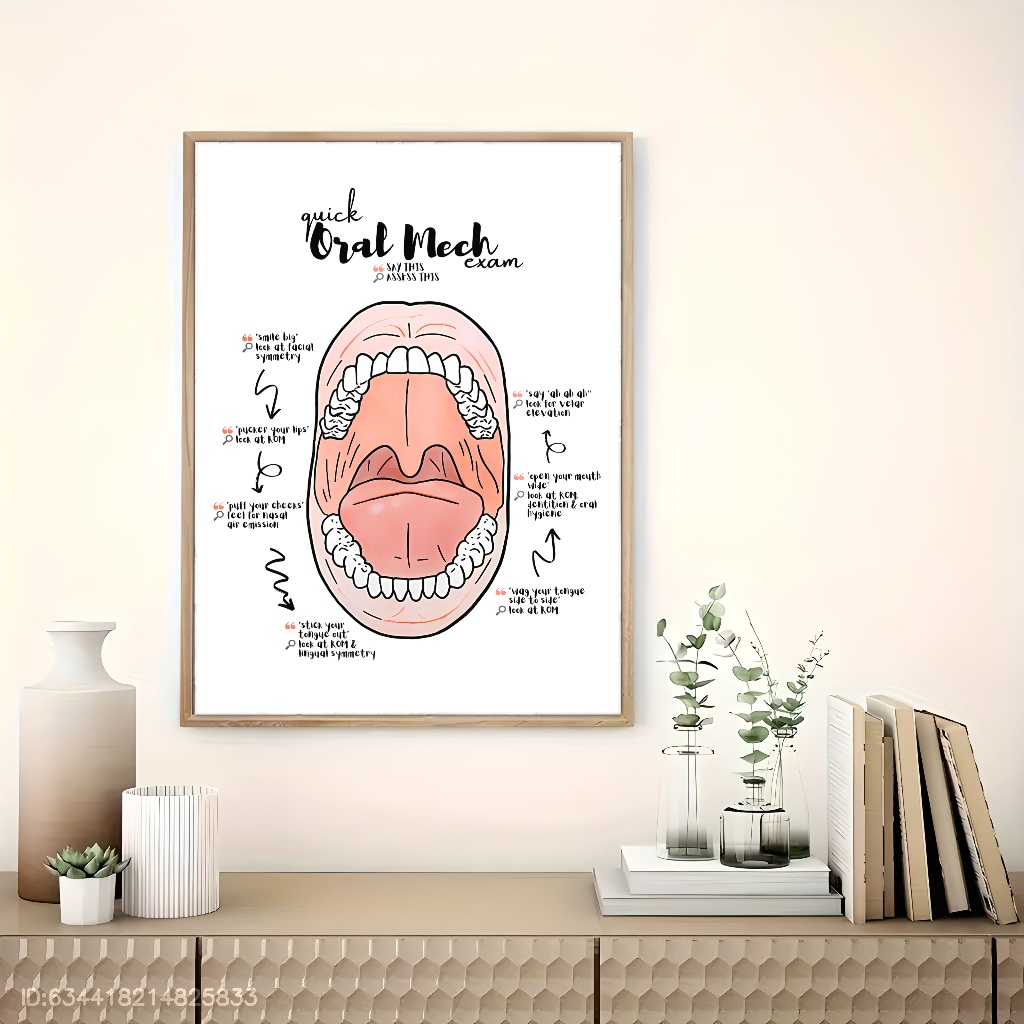 quick
Oral Mech
exam
SAY THIS
ASSESS THIS
"smile big"
look at facial
symmetry
"pucker your lips"
look at ROM
"puff your cheeks"
feel for nasal
air emission
"stick your
tongue out"
look at ROM &
lingual symmetry
"wag your tongue
side to side"
look at ROM
"open your mouth
wide"
look at ROM,
dentition & oral
hygiene
"say 'ah ah ah"
look for velar
elevation
ID:634418214825833